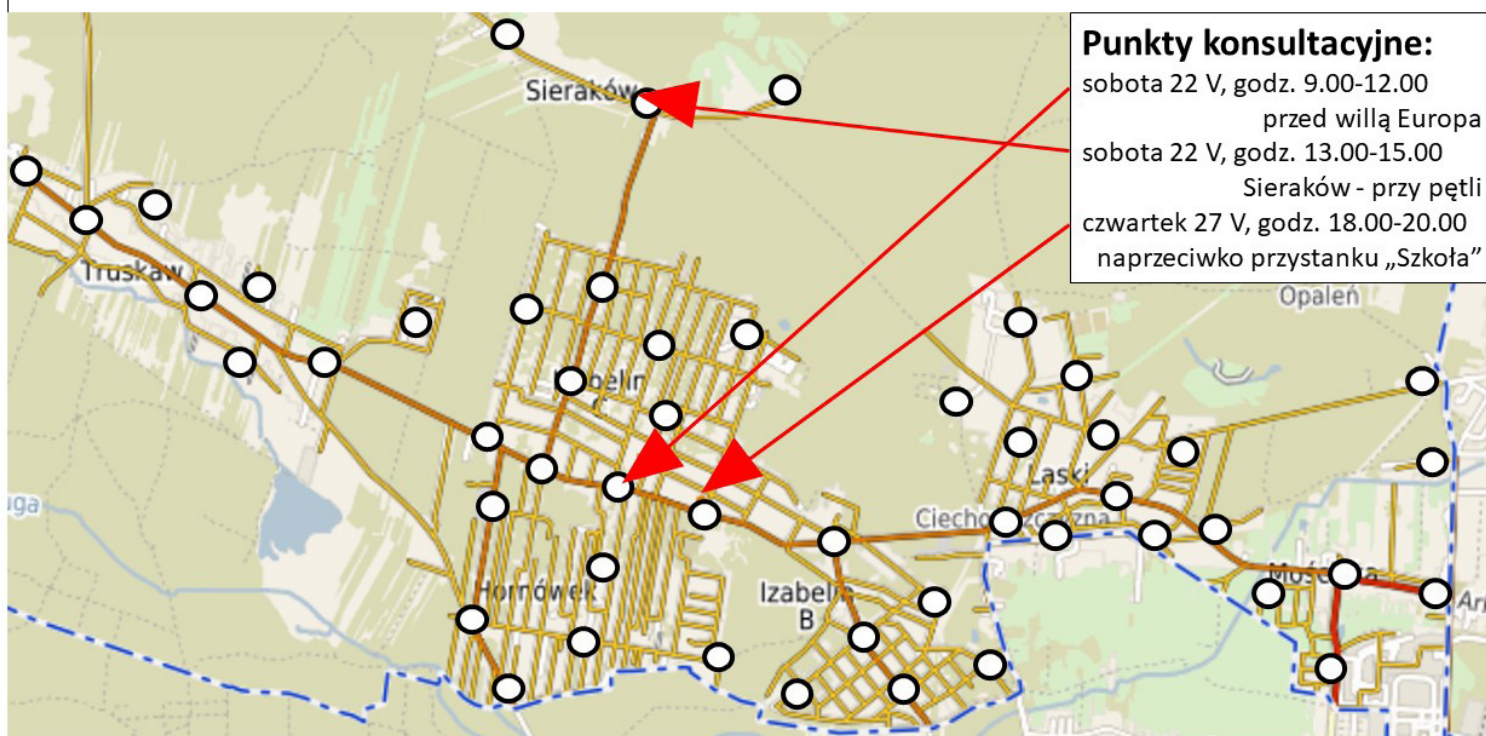 Punkty konsultacyjne:
sobota 22 V, godz. 9.00-12.00
przed willą Europa
sobota 22 V, godz. 13.00-15.00
Sieraków - przy pętli
czwartek 27 V, godz. 18.00-20.00
naprzeciwko przystanku „Szkoła”
Sieraków
Truskaw
Opaleń
Laski
Hornówek
B